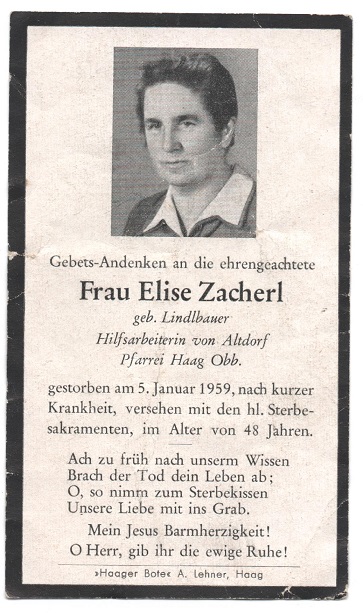 Gebets-Andenken an die ehrengeachtete
Frau Elise Zacherl
geb. Lindlbauer
Hilfsarbeiterin von Altdorf
Pfarrei Haag Obb.
gestorben am 5. Januar 1959, nach kurzer
Krankheit, versehen mit den hl. Sterbe-
sakramenten, im Alter von 48 Jahren.
Ach zu früh nach unserm Wissen
Brach der Tod dein Leben ab;
O, so nimm zum Sterbekissen
Unsere Liebe mit ins Grab.
Mein Jesus Barmherzigkeit!
O Herr, gib ihr die ewige Ruhe!
»Haager Bote« A. Lehner, Haag